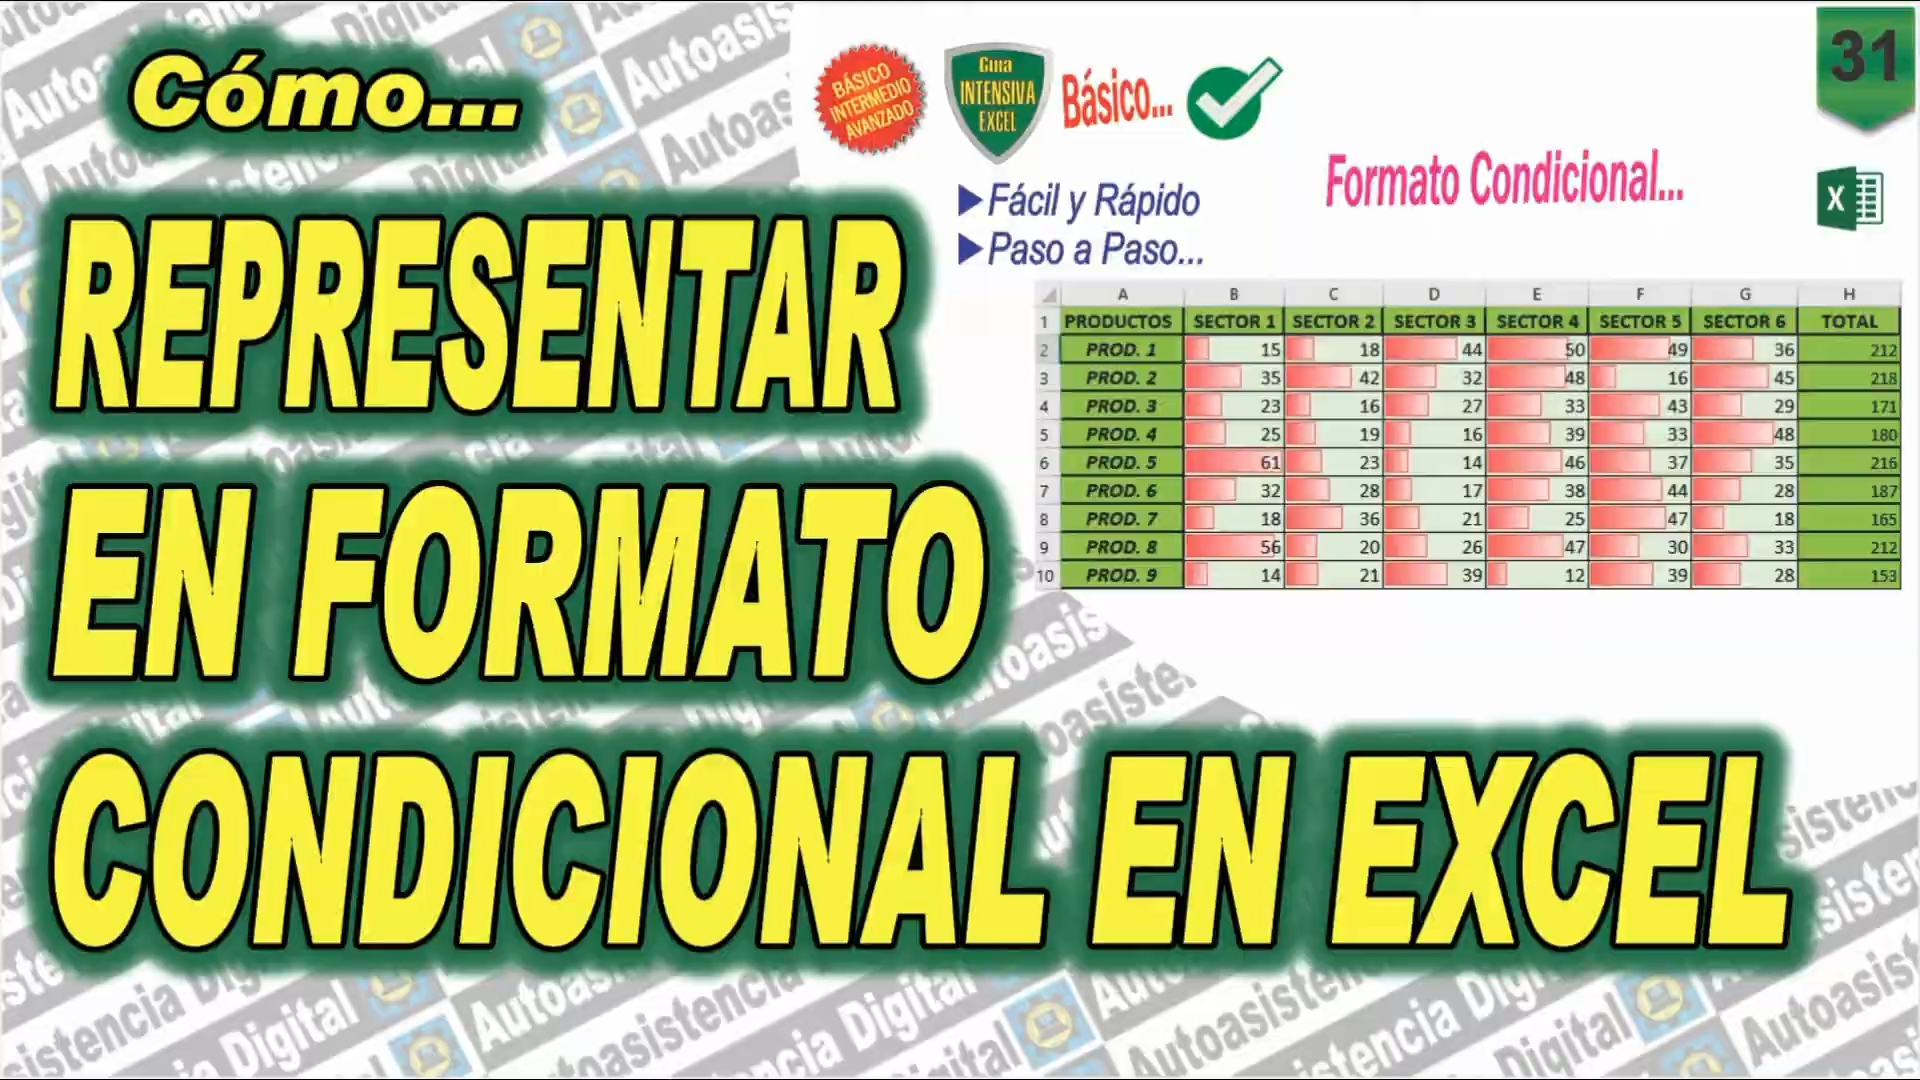 Cómo...
REPRESENTAR
EN FORMATO
CONDICIONAL EN EXCEL
BÁSICO
INTERMEDIO
AVANZADO
Guia
INTENSIVA
EXCEL
Básico...
31
Formato Condicional...
Fácil y Rápido
Paso a Paso...
X
A B C D E F G H
1 PRODUCTOS SECTOR 1 SECTOR 2 SECTOR 3 SECTOR 4 SECTOR 5 SECTOR 6 TOTAL
2 PROD. 1 15 18 44 50 49 36 212
3 PROD. 2 35 42 32 48 16 45 218
4 PROD. 3 23 16 27 33 43 29 171
5 PROD. 4 25 19 16 39 33 48 180
6 PROD. 5 61 23 14 46 37 35 216
7 PROD. 6 32 28 17 38 44 28 187
8 PROD. 7 18 36 21 25 47 18 165
9 PROD. 8 56 20 26 47 30 33 212
10 PROD. 9 14 21 39 12 39 28 153
Autoasistencia Digital